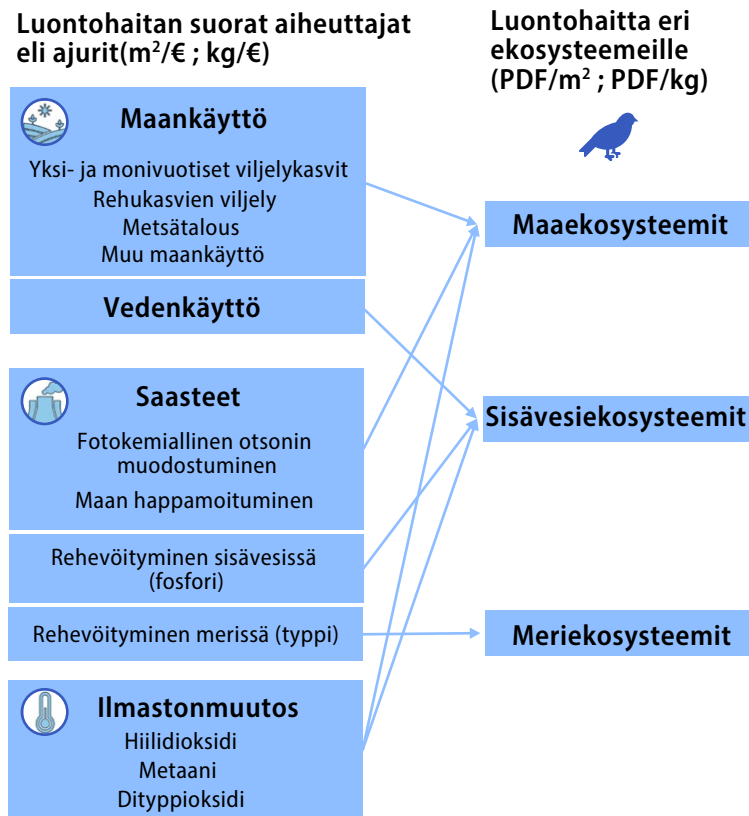 Luontohaitan suorat aiheuttajat
eli ajurit(m²/€ ; kg/€)
Maankäyttö
Yksi- ja monivuotiset viljelykasvit
Rehukasvien viljely
Metsätalous
Muu maankäyttö
Vedenkäyttö
Saasteet
Fotokemiallinen otsonin
muodostuminen
Maan happamoituminen
Rehevöityminen sisävesissä
(fosfori)
Rehevöityminen merissä (typpi)
Ilmastonmuutos
Hiilidioksidi
Metaani
Dityppioksidi
Luontohaitta eri
ekosysteemeille
(PDF/m² ; PDF/kg)
Maaekosysteemit
Sisävesiekosysteemit
Meriekosysteemit